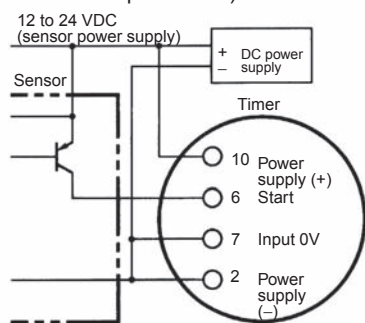 12 to 24 VDC
(sensor power supply)
+ DC power
– supply
Sensor
Timer
10 Power
supply (+)
6 Start
7 Input 0V
2 Power
supply
(–)